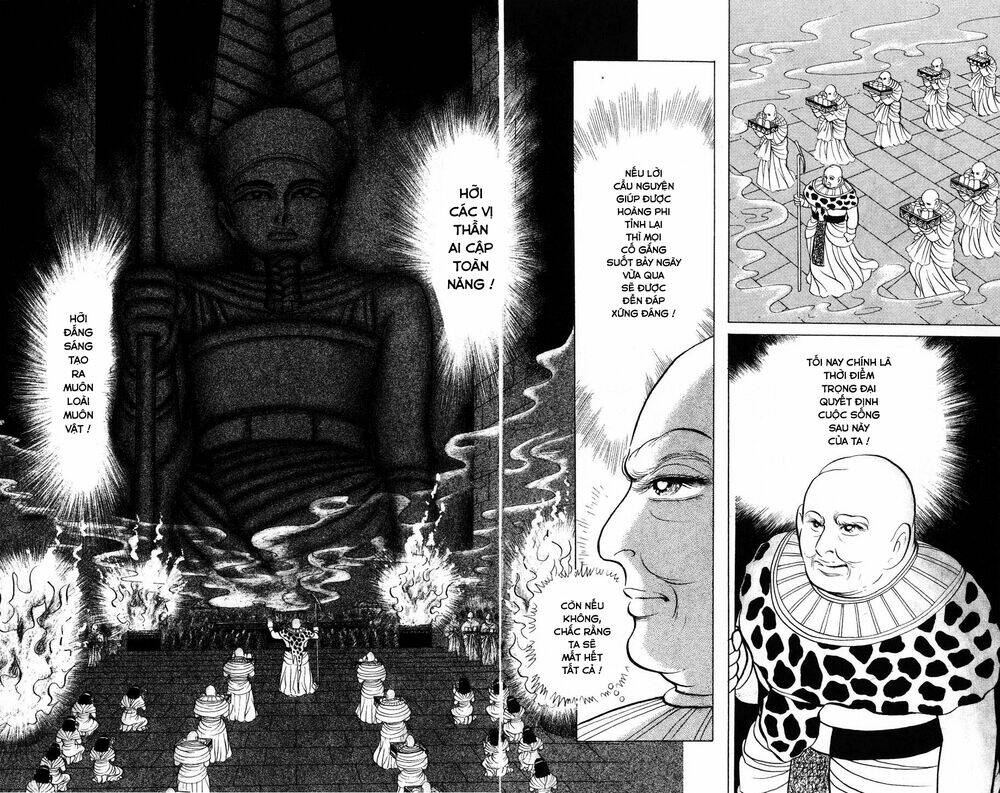 TỐI NAY CHÍNH LÀ
THỜI ĐIỂM
TRỌNG ĐẠI
QUYẾT ĐỊNH
CUỘC SỐNG
SAU NÀY
CỦA TA !
NẾU LỜI
CẦU NGUYỆN
GIÚP ĐƯỢC
HOÀNG PHI
TỈNH LẠI
THÌ MỌI
CỐ GẮNG
SUỐT BẢY NGÀY
VỪA QUA
SẼ ĐƯỢC
ĐỀN ĐÁP
XỨNG ĐÁNG !
CÒN NẾU
KHÔNG,
CHẮC RẰNG
TA SẼ
MẤT HẾT
TẤT CẢ !
HỠI
CÁC VỊ
THẦN
AI CẬP
TOÀN
NĂNG !
HỠI
ĐẤNG
SÁNG
TẠO
RA
MUÔN
LOÀI
MUÔN
VẬT !